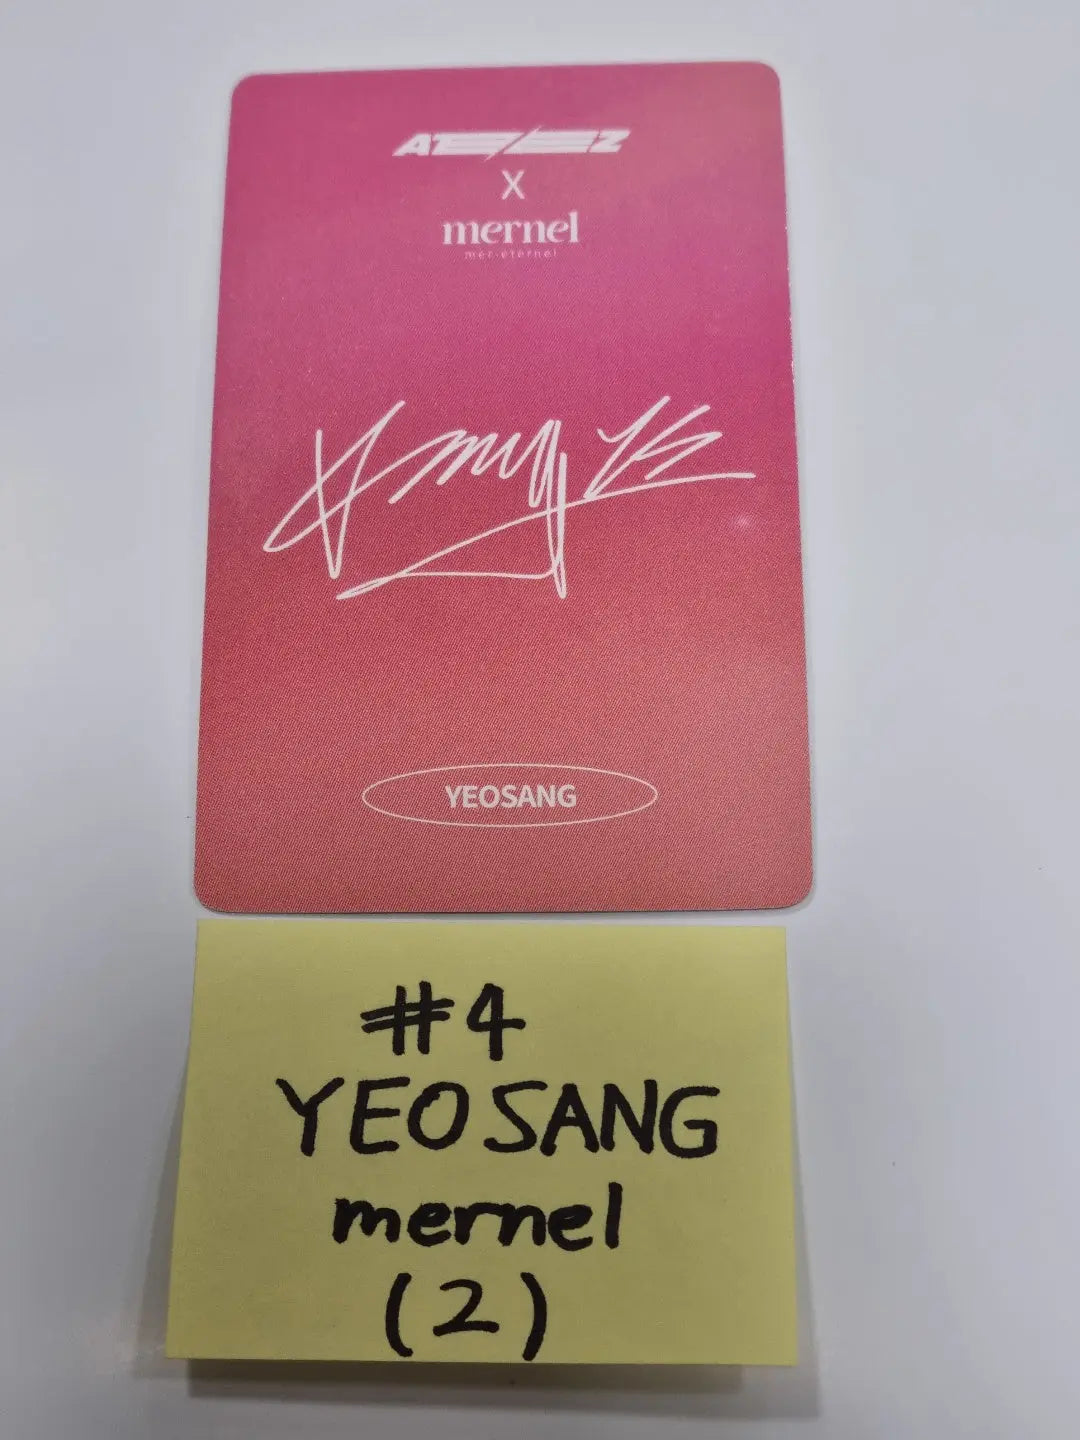 ATEEZ
X
mernel
mer·eternel
YEOSANG
#4
YEOSANG
mernel
(2)